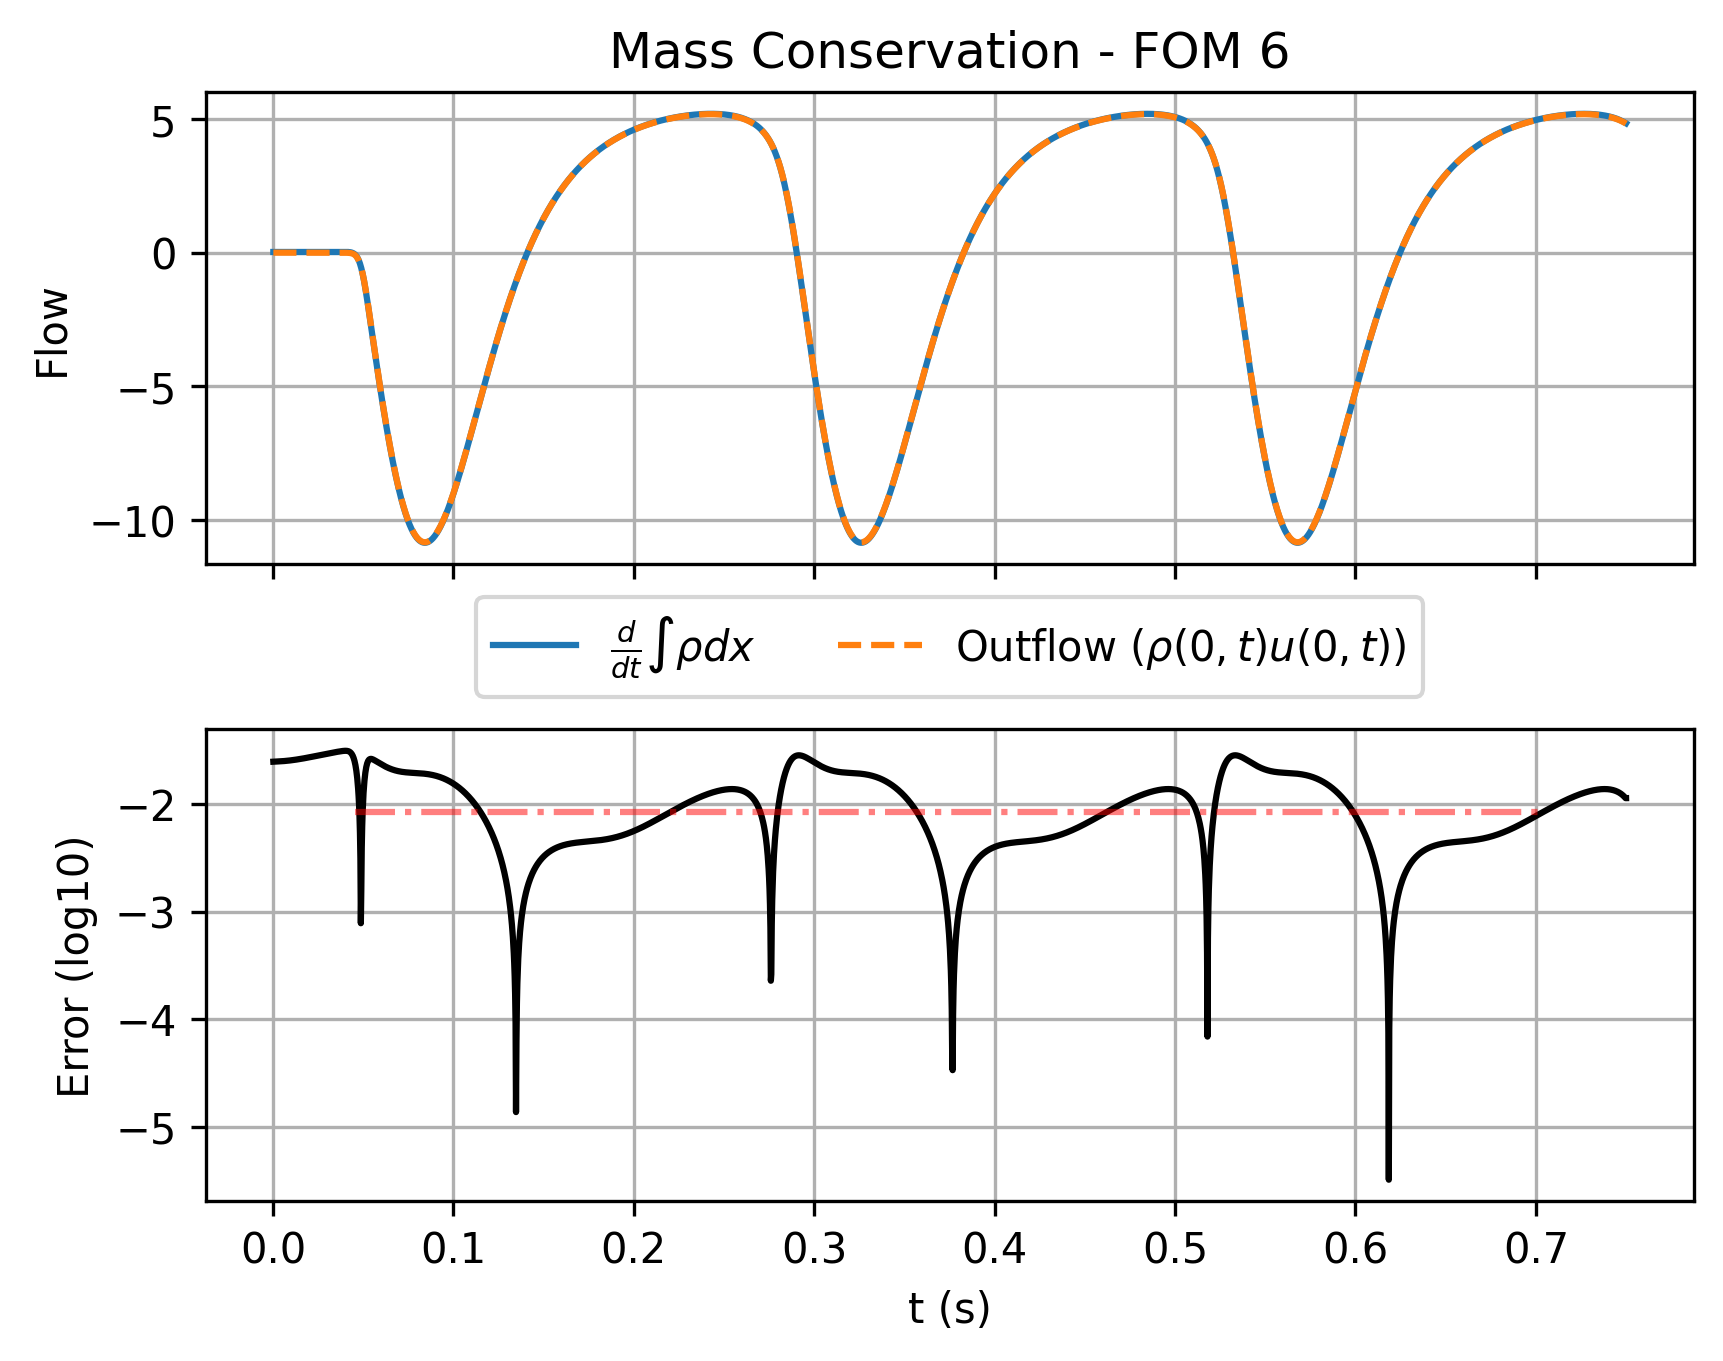 Mass Conservation - FOM 6
5
0
−5
−10
Flow
d/dt ∫ρdx
Outflow (ρ(0, t)u(0, t))
−2
−3
−4
−5
Error (log10)
0.0 0.1 0.2 0.3 0.4 0.5 0.6 0.7
t (s)